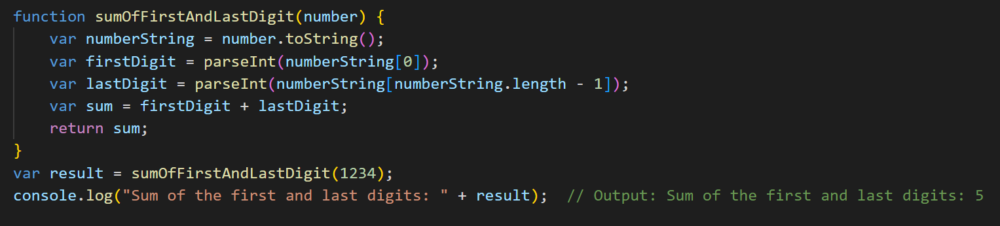 function sumOfFirstAndLastDigit(number) {
    var numberString = number.toString();
    var firstDigit = parseInt(numberString[0]);
    var lastDigit = parseInt(numberString[numberString.length - 1]);
    var sum = firstDigit + lastDigit;
    return sum;
}
var result = sumOfFirstAndLastDigit(1234);
console.log("Sum of the first and last digits: " + result);  // Output: Sum of the first and last digits: 5